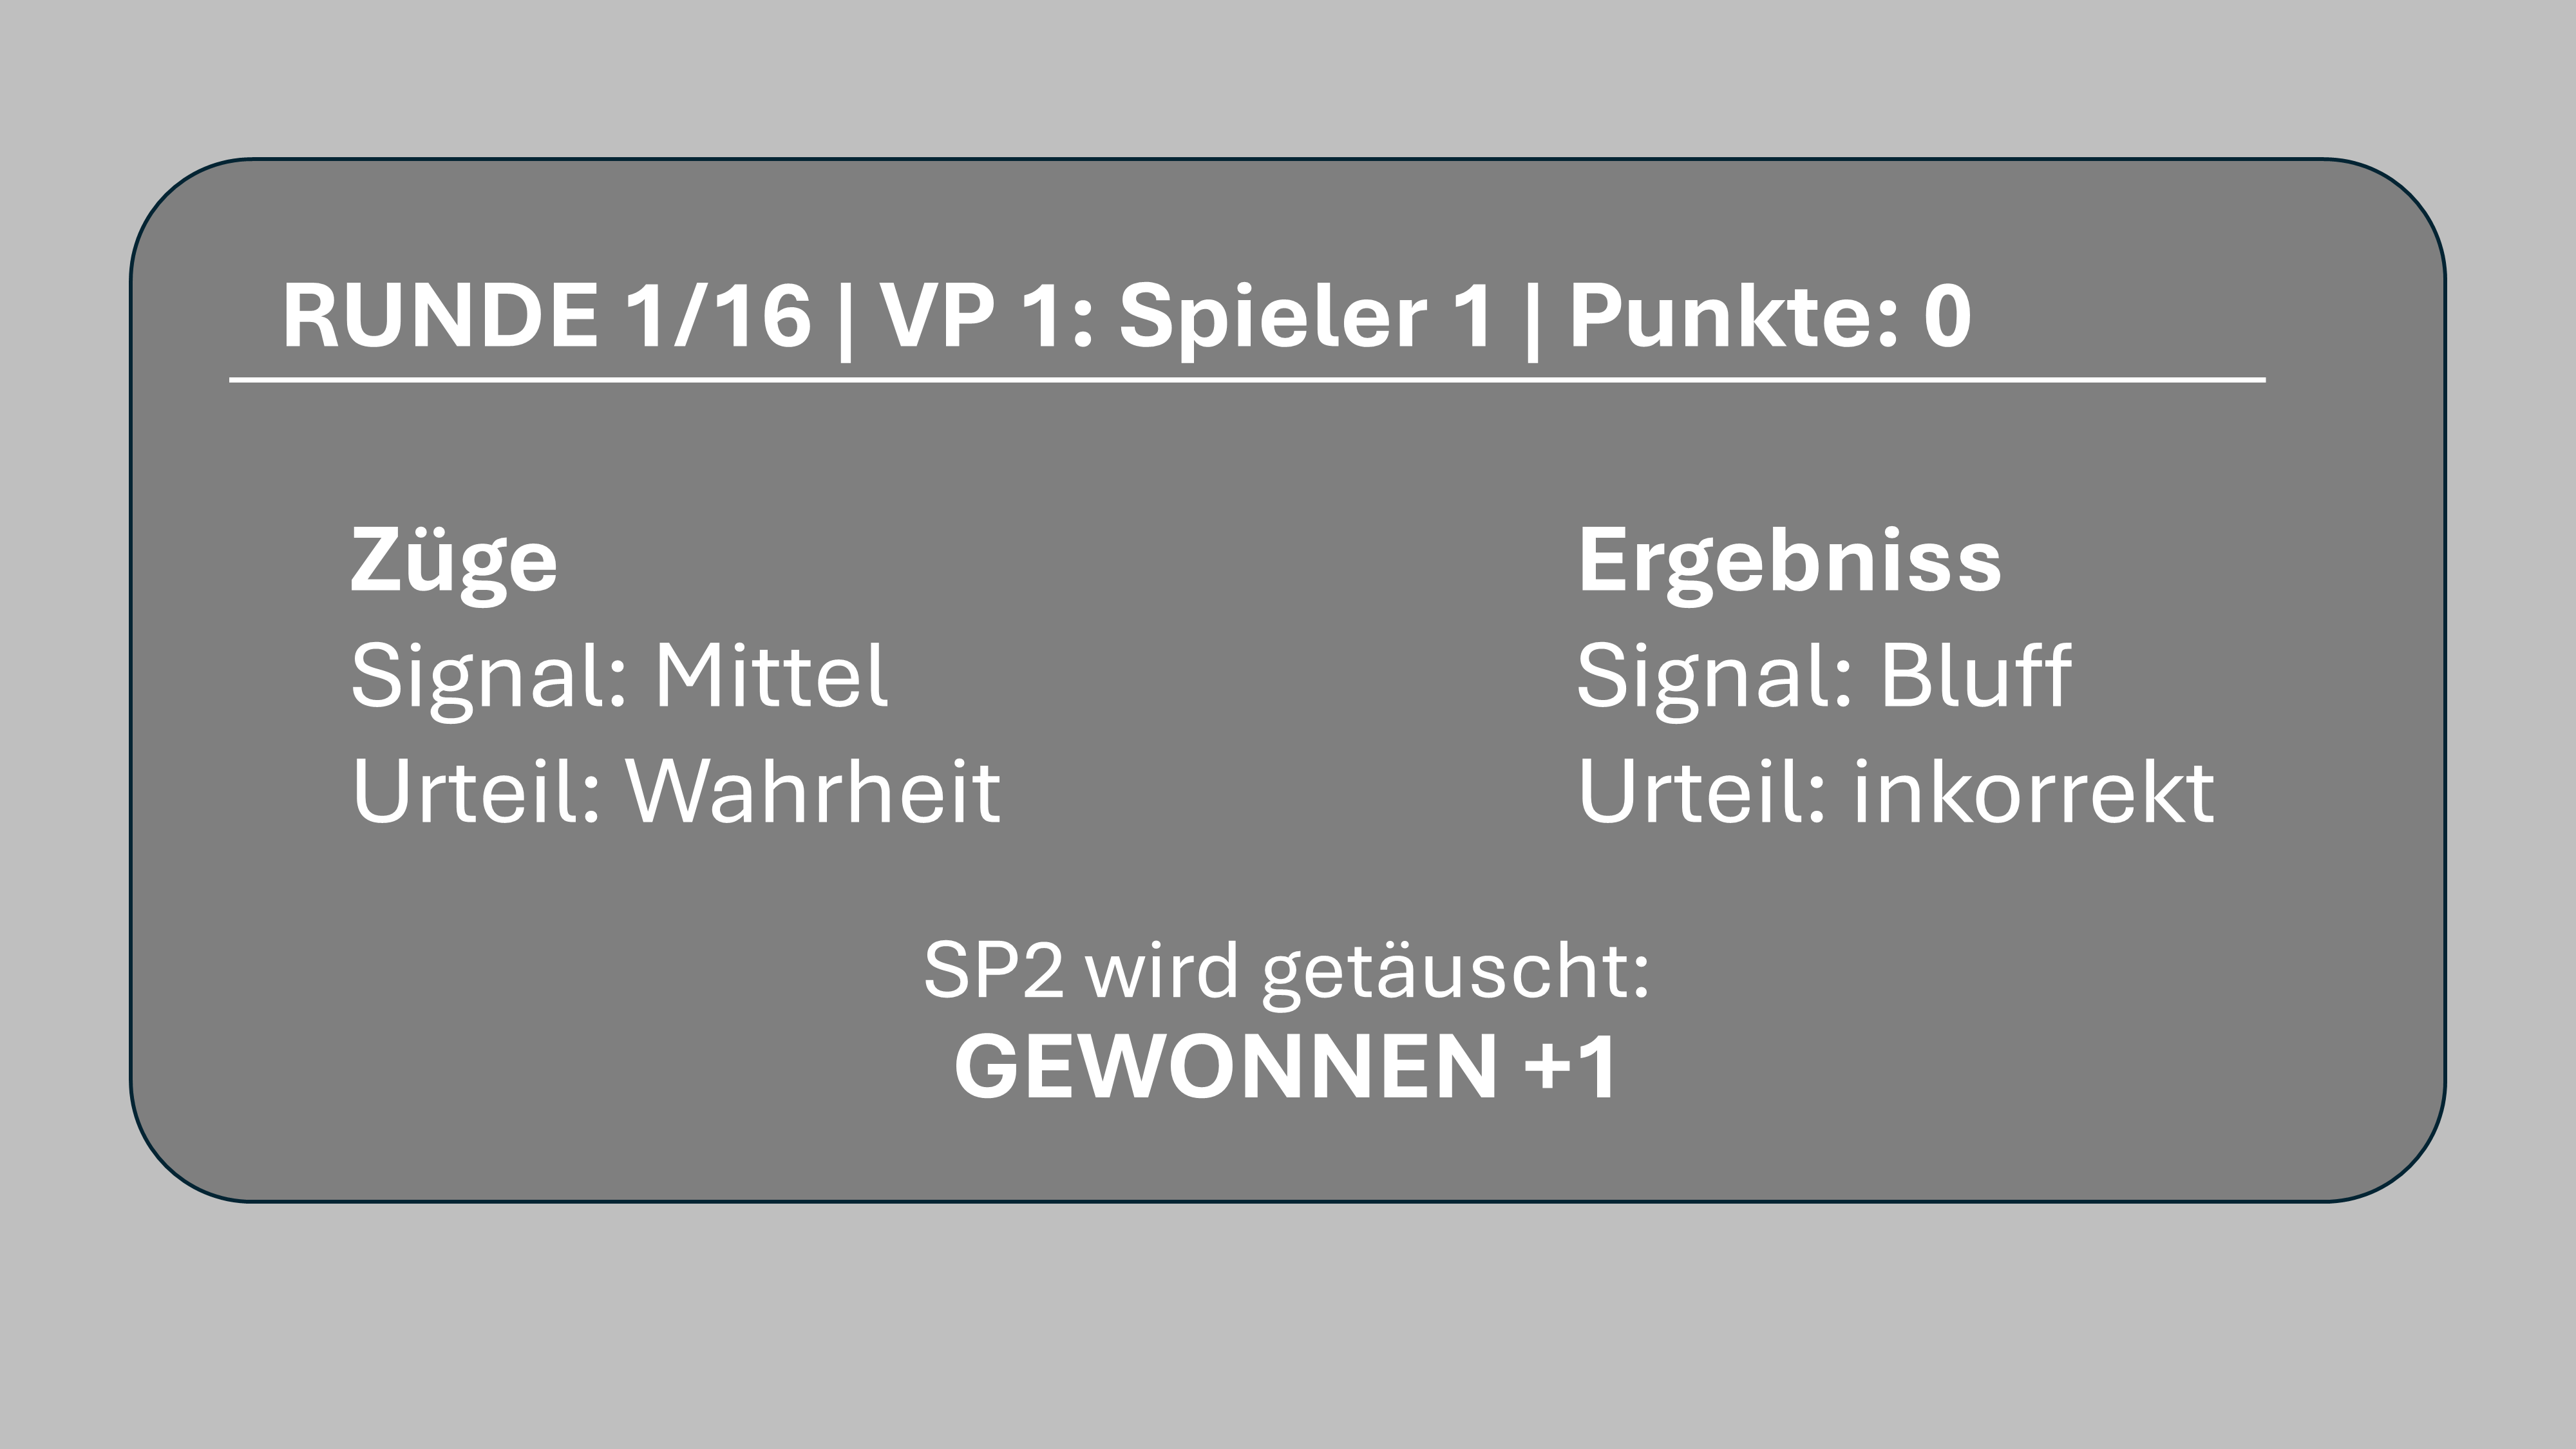 RUNDE 1/16 | VP 1: Spieler 1 | Punkte: 0
Züge
Signal: Mittel
Urteil: Wahrheit
Ergebniss
Signal: Bluff
Urteil: inkorrekt
SP2 wird getäuscht:
GEWONNEN +1